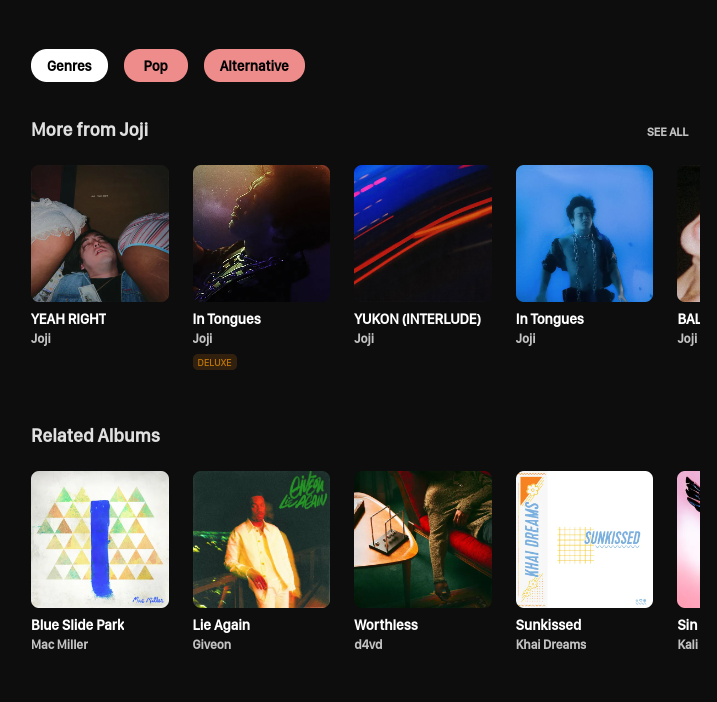 Genres Pop Alternative
More from Joji SEE ALL
YEAH RIGHT
Joji
In Tongues
Joji
DELUXE
YUKON (INTERLUDE)
Joji
In Tongues
Joji
BAL
Joji
Related Albums
Mac Miller
Blue Slide Park
Mac Miller
Giveon
LIE AGAIN
Lie Again
Giveon
Worthless
d4vd
KHAI DREAMS
SUNKISSED
Sunkissed
Khai Dreams
Sin
Kali